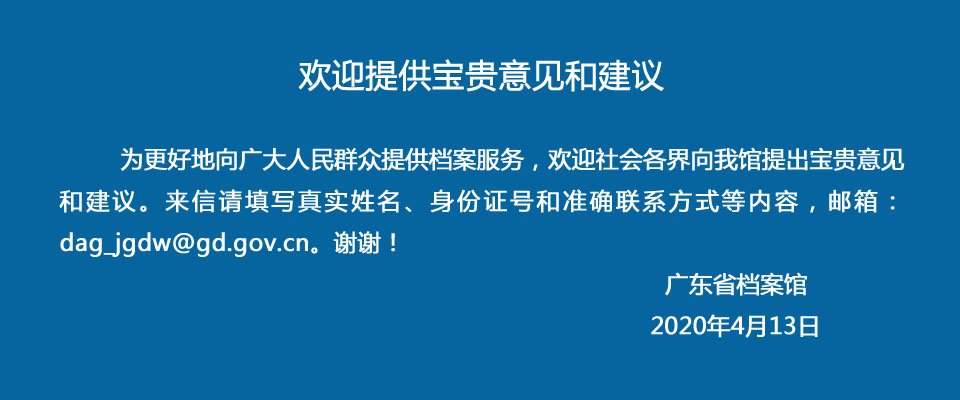 欢迎提供宝贵意见和建议
为更好地向广大人民群众提供档案服务，欢迎社会各界向我馆提出宝贵意见
和建议。来信请填写真实姓名、身份证号和准确联系方式等内容，邮箱：
dag_jgdw@gd.gov.cn。谢谢！
广东省档案馆
2020年4月13日